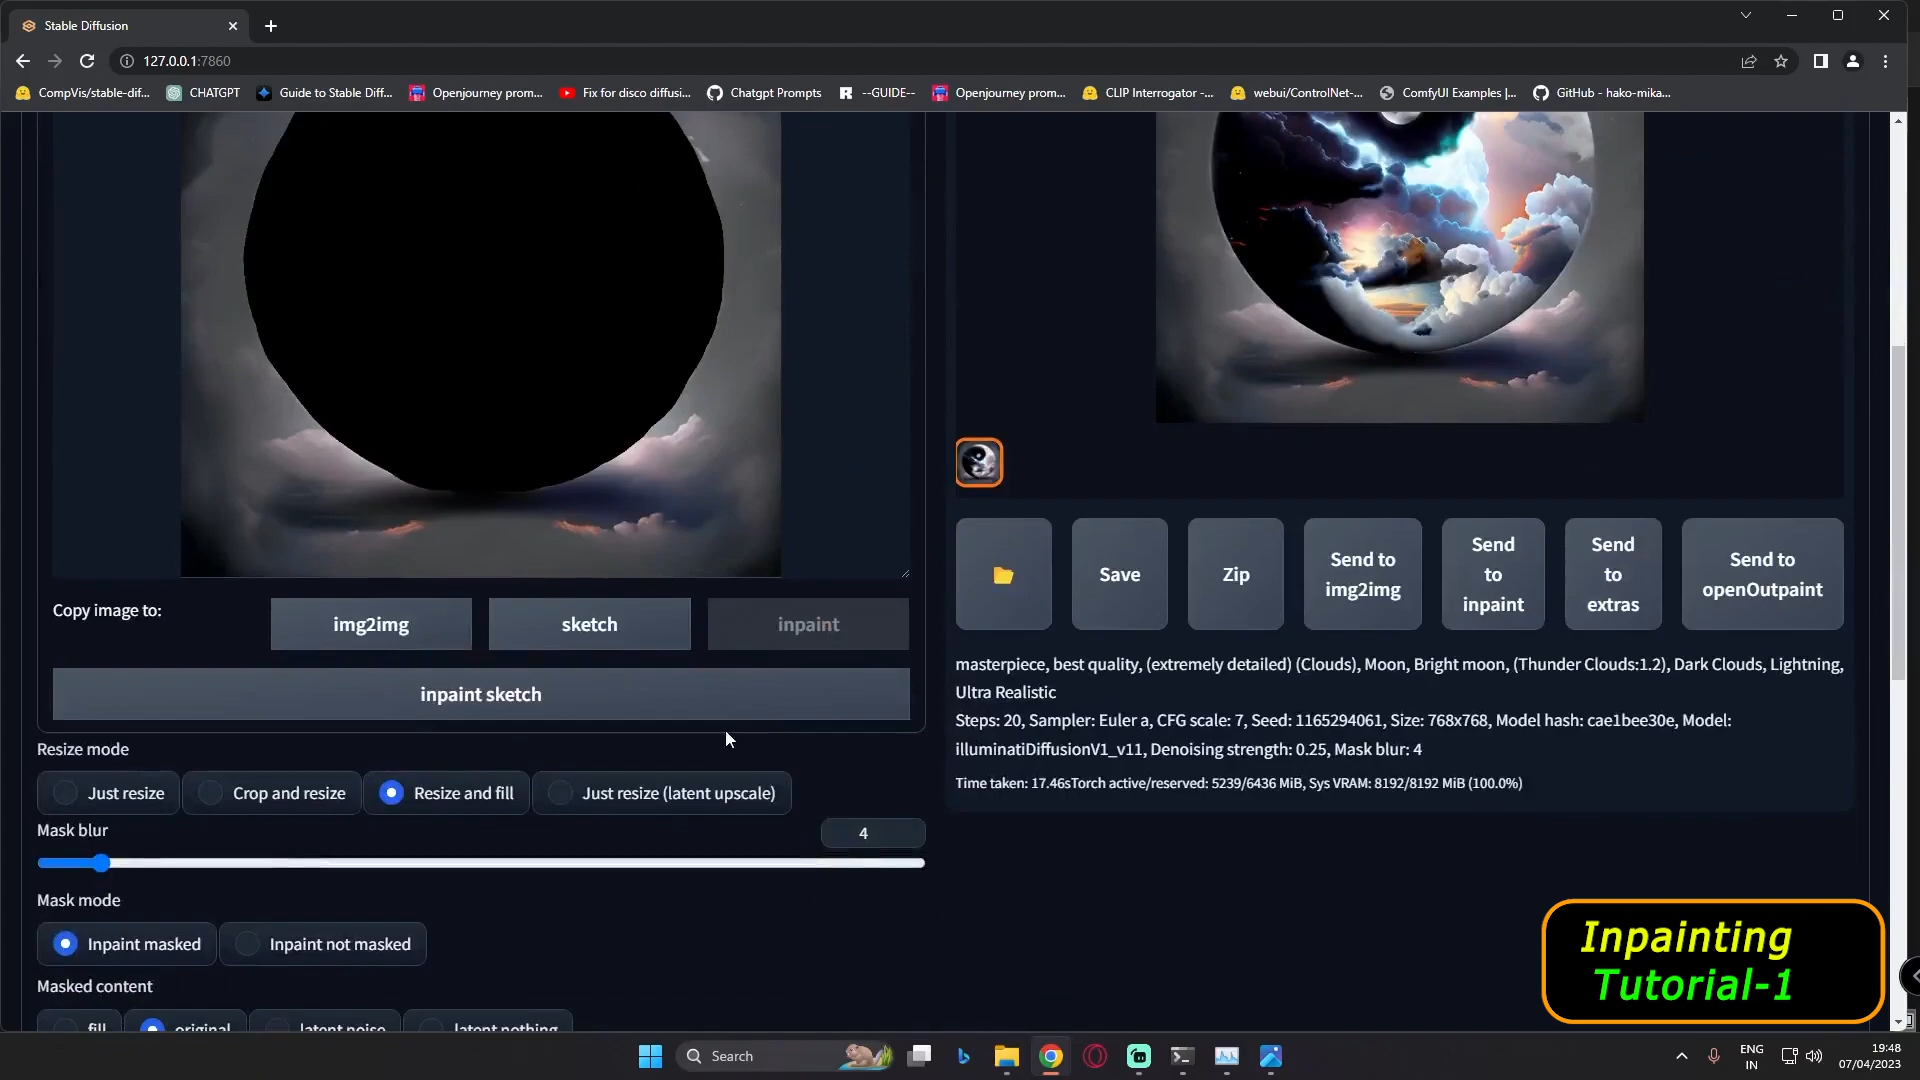 Stable Diffusion
127.0.0.1:7860
CompVis/stable-dif...
CHATGPT
Guide to Stable Diff...
Openjourney prom...
Fix for disco diffusi...
Chatgpt Prompts
--GUIDE--
Openjourney prom...
CLIP Interrogator -...
webui/ControlNet-...
ComfyUI Examples |...
GitHub - hako-mika...
Copy image to:
img2img
sketch
inpaint
inpaint sketch
Resize mode
Just resize
Crop and resize
Resize and fill
Just resize (latent upscale)
Mask blur
4
Mask mode
Inpaint masked
Inpaint not masked
Masked content
fill
original
latent noise
latent nothing
Save
Zip
Send to
img2img
Send
to
inpaint
Send
to
extras
Send to
openOutpaint
masterpiece, best quality, (extremely detailed) (Clouds), Moon, Bright moon, (Thunder Clouds:1.2), Dark Clouds, Lightning,
Ultra Realistic
Steps: 20, Sampler: Euler a, CFG scale: 7, Seed: 1165294061, Size: 768x768, Model hash: cae1bee30e, Model:
illuminatiDiffusionV1_v11, Denoising strength: 0.25, Mask blur: 4
Time taken: 17.46sTorch active/reserved: 5239/6436 MiB, Sys VRAM: 8192/8192 MiB (100.0%)
Inpainting
Tutorial-1
Search
ENG
IN
19:48
07/04/2023